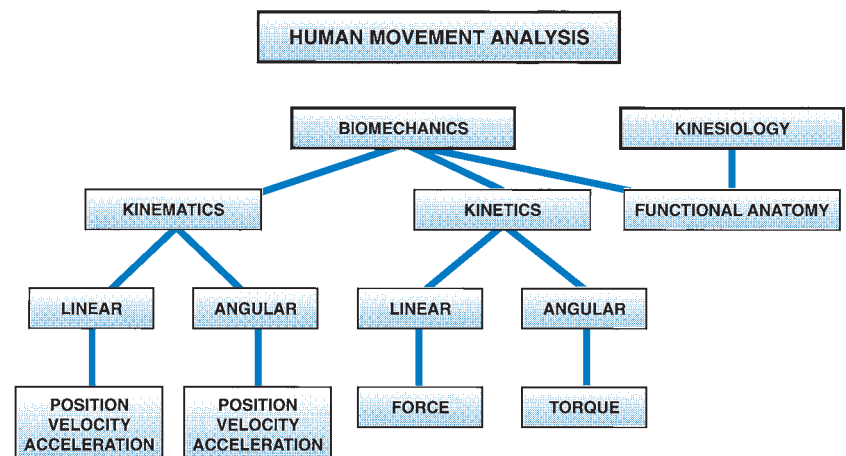 HUMAN MOVEMENT ANALYSIS
BIOMECHANICS
KINESIOLOGY
KINEMATICS
KINETICS
FUNCTIONAL ANATOMY
LINEAR
ANGULAR
LINEAR
ANGULAR
POSITION
VELOCITY
ACCELERATION
POSITION
VELOCITY
ACCELERATION
FORCE
TORQUE